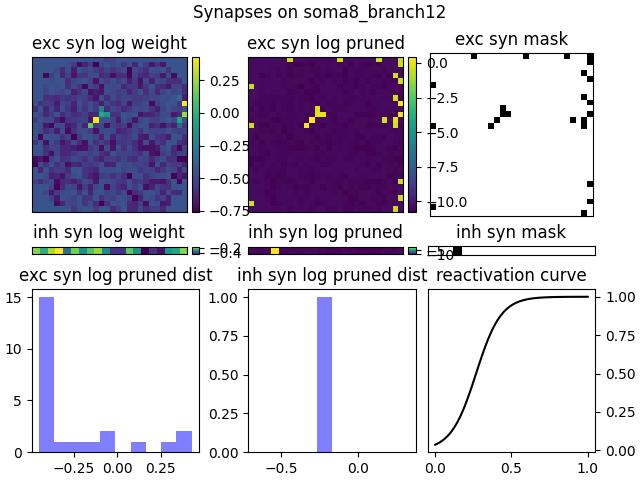 Synapses on soma8_branch12
exc syn log weight
exc syn log pruned
exc syn mask
0.25
0.00
−0.25
−0.50
−0.75
0.0
−2.5
−5.0
−7.5
−10.0
inh syn log weight
inh syn log pruned
inh syn mask
−0.2
−0.4
−5
−10
exc syn log pruned dist
inh syn log pruned dist
reactivation curve
15
10
5
0
−0.25 0.00 0.25
1.00
0.75
0.50
0.25
0.00
−0.5 0.0
1.00
0.75
0.50
0.25
0.00
0.0 0.5 1.0